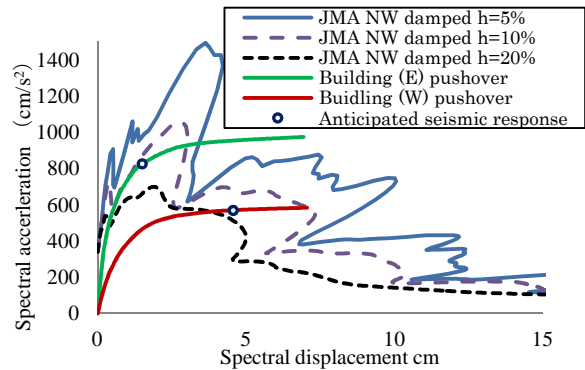 JMA NW damped h=5%
JMA NW damped h=10%
JMA NW damped h=20%
Building (E) pushover
Buidling (W) pushover
Anticipated seismic response
Spectral accerleration (cm/s²)
1400
1200
1000
800
600
400
200
0
0 5 10 15
Spectral displacement cm